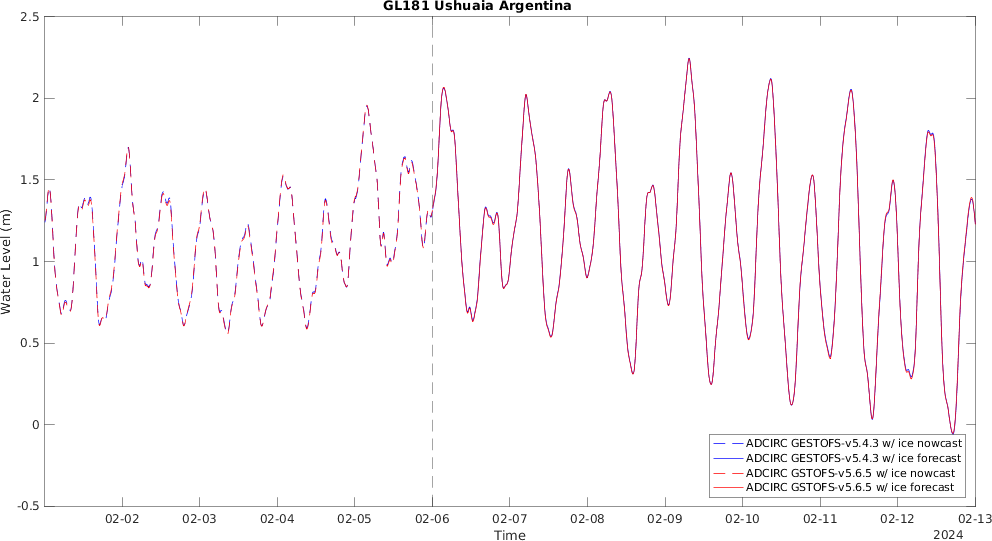 GL181 Ushuaia Argentina
2.5
2
1.5
1
0.5
0
-0.5
Water Level (m)
ADCIRC GESTOFS-v5.4.3 w/ ice nowcast
ADCIRC GESTOFS-v5.4.3 w/ ice forecast
ADCIRC GSTOFS-v5.6.5 w/ ice nowcast
ADCIRC GSTOFS-v5.6.5 w/ ice forecast
02-02 02-03 02-04 02-05 02-06 02-07 02-08 02-09 02-10 02-11 02-12 02-13
Time
2024